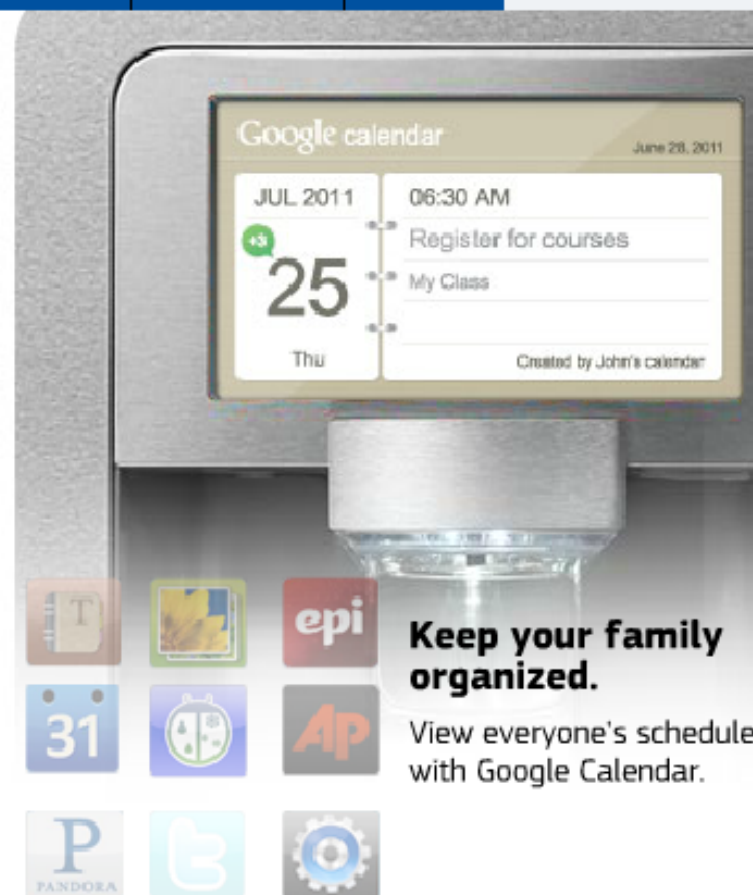 Google calendar
June 28, 2011
JUL 2011
+3
25
Thu
06:30 AM
Register for courses
My Class
Created by John's calendar
T
epi
31
AP
P
PANDORA
t
Keep your family
organized.
View everyone's schedule
with Google Calendar.